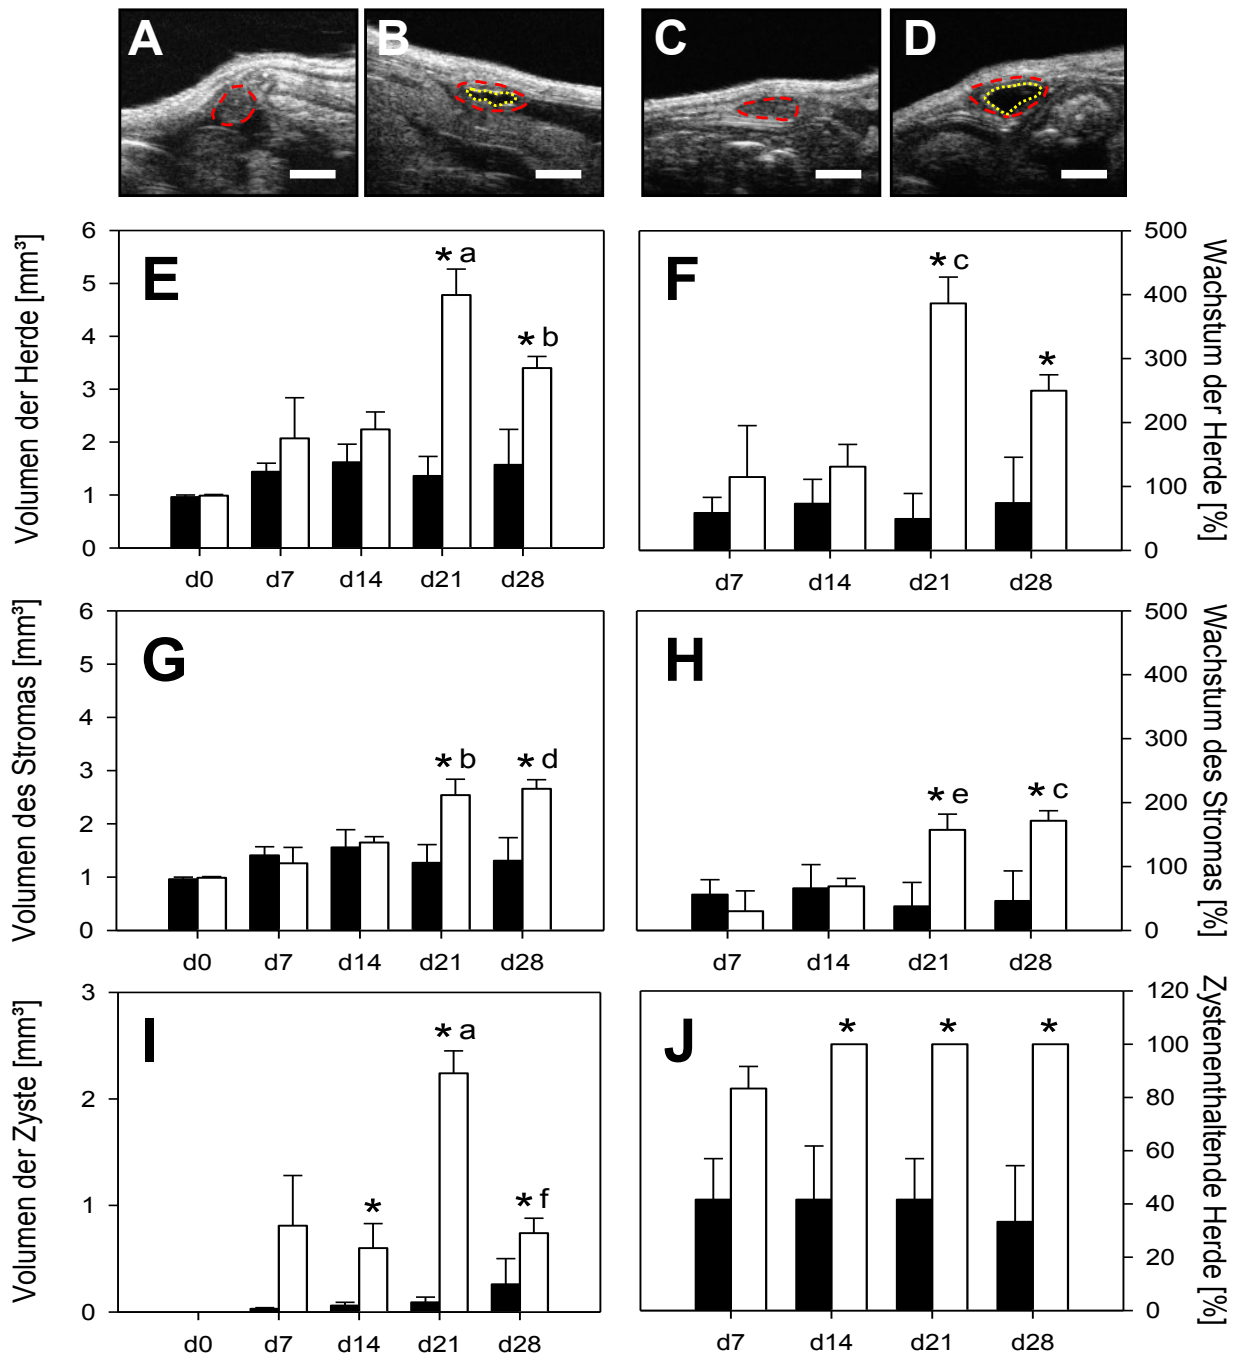 A B C D
Volumen der Herde [mm³]
6
5
4
3
2
1
0
E
* a
* b
d0 d7 d14 d21 d28
F
* c
*
500
400
300
200
100
0
Wachstum der Herde [%]
d7 d14 d21 d28
Volumen des Stromas [mm³]
6
5
4
3
2
1
0
G
* b
* d
d0 d7 d14 d21 d28
H
* e
* c
500
400
300
200
100
0
Wachstum des Stromas [%]
d7 d14 d21 d28
Volumen der Zyste [mm³]
3
2
1
0
I
*
* a
* f
d0 d7 d14 d21 d28
J
* * *
120
100
80
60
40
20
0
Zystenenthaltende Herde [%]
d7 d14 d21 d28